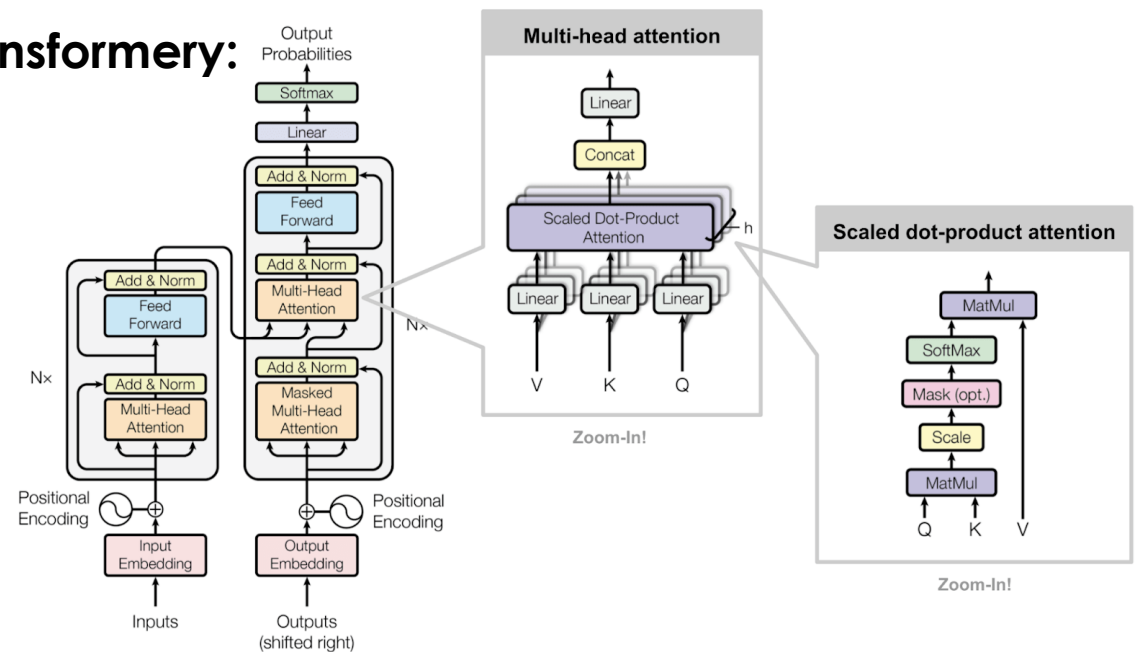 nsformery:
Output
Probabilities
Softmax
Linear
Add & Norm
Feed
Forward
Add & Norm
Multi-Head
Attention
Nx
Add & Norm
Masked
Multi-Head
Attention
Positional
Encoding
Output
Embedding
Outputs
(shifted right)
Add & Norm
Feed
Forward
Nx
Add & Norm
Multi-Head
Attention
Positional
Encoding
Input
Embedding
Inputs
Multi-head attention
Linear
Concat
Scaled Dot-Product
Attention
h
Linear
Linear
Linear
V
K
Q
Zoom-In!
Scaled dot-product attention
MatMul
SoftMax
Mask (opt.)
Scale
MatMul
Q
K
V
Zoom-In!